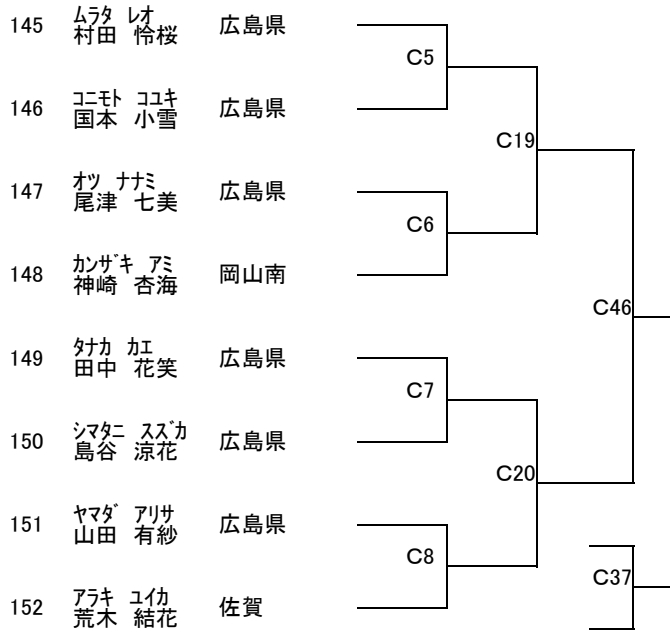 ムラタ レオ
145 村田 怜桜 広島県
C5
コニモト コユキ
146 国本 小雪 広島県
C19
オツ ナナミ
147 尾津 七美 広島県
C6
カンザキ アミ
148 神崎 杏海 岡山南
C46
タナカ カエ
149 田中 花笑 広島県
C7
シマタニ スズカ
150 島谷 涼花 広島県
C20
ヤマダ アリサ
151 山田 有紗 広島県
C8
C37
アラキ ユイカ
152 荒木 結花 佐賀